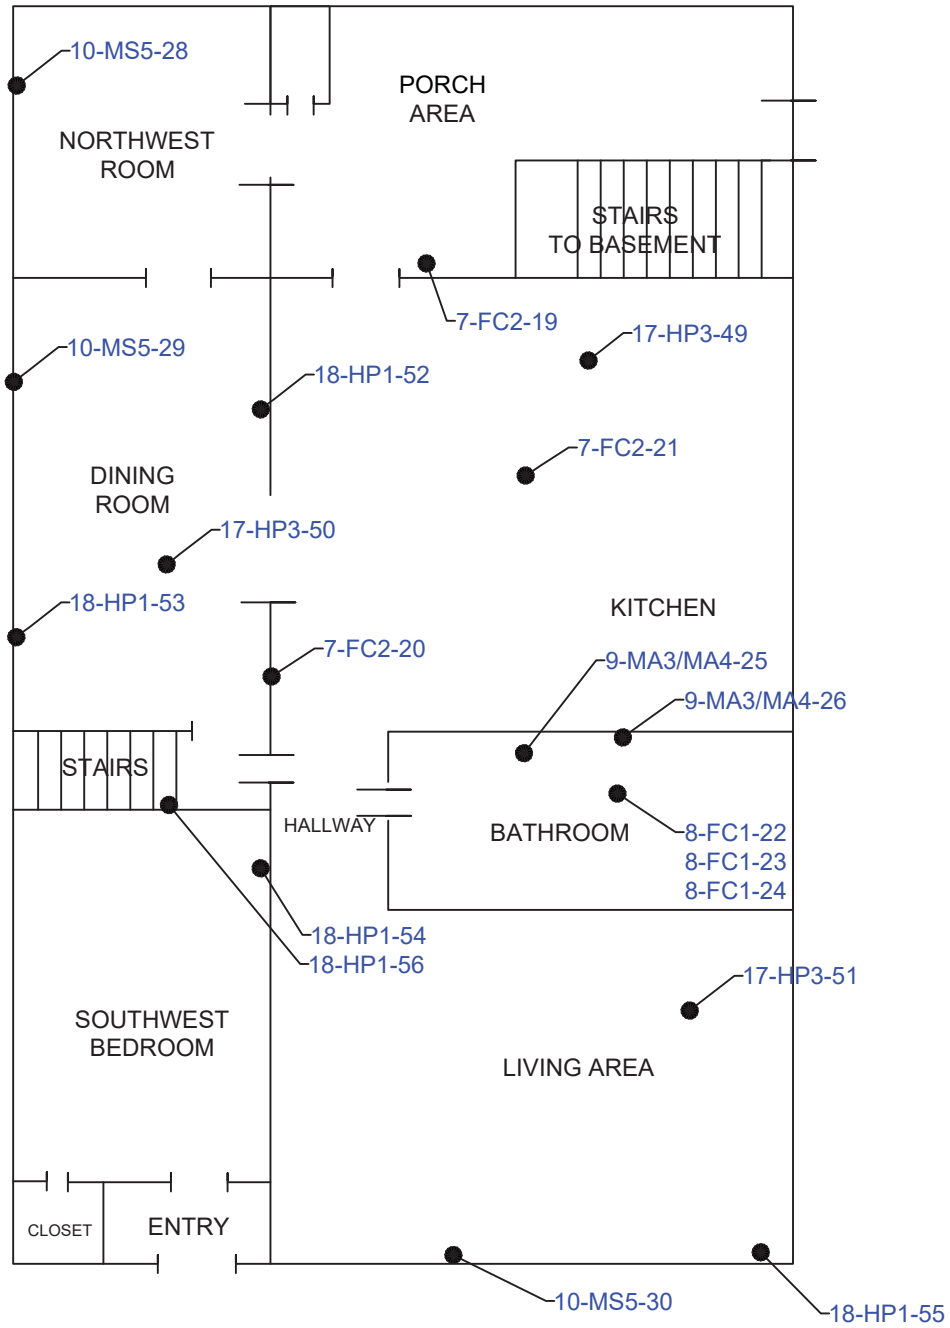 10-MS5-28
PORCH
AREA
NORTHWEST
ROOM
STAIRS
TO BASEMENT
7-FC2-19
17-HP3-49
10-MS5-29
18-HP1-52
7-FC2-21
DINING
ROOM
17-HP3-50
18-HP1-53
KITCHEN
7-FC2-20
9-MA3/MA4-25
9-MA3/MA4-26
STAIRS
HALLWAY
BATHROOM
8-FC1-22
8-FC1-23
8-FC1-24
18-HP1-54
18-HP1-56
17-HP3-51
SOUTHWEST
BEDROOM
LIVING AREA
CLOSET
ENTRY
10-MS5-30
18-HP1-55